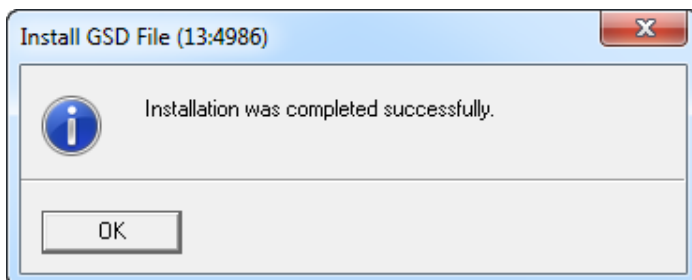 Install GSD File (13:4986)
Installation was completed successfully.
OK